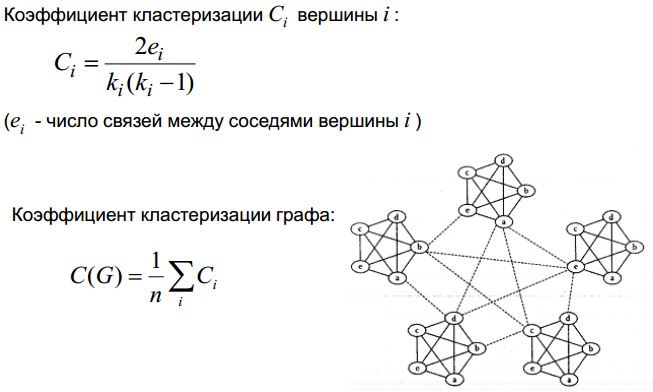 Коэффициент кластеризации C_i вершины i :
C_i = 2e_i / k_i(k_i − 1)
(e_i - число связей между соседями вершины i )
Коэффициент кластеризации графа:
C(G) = 1/n ∑_i C_i
d
c
b
e
a
d
c
b
e
a
d
c
b
e
a
d
c
b
e
a
d
c
b
e
a